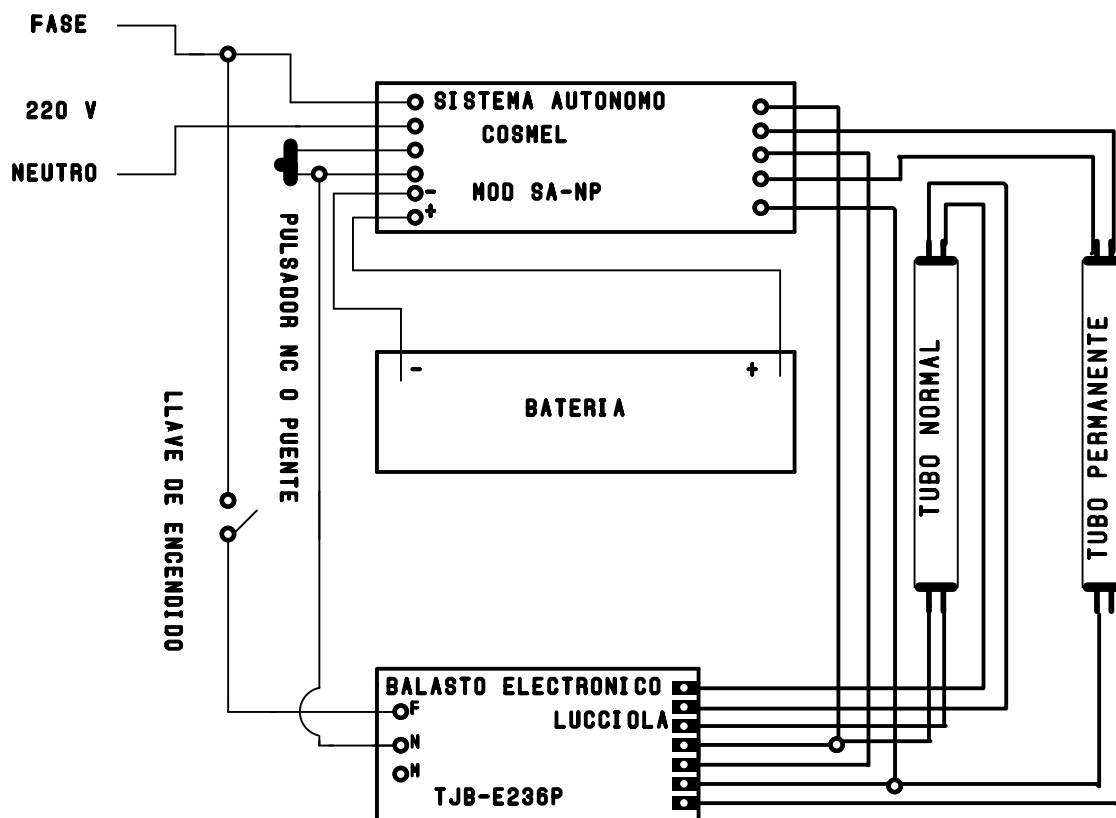 FASE
220 V
NEUTRO
SISTEMA AUTONOMO
COSMEL
MOD SA-NP
-
+
PULSADOR NC O PUENTE
LLAVE DE ENCENDIDO
-
+
BATERIA
TUBO NORMAL
TUBO PERMANENTE
BALASTO ELECTRONICO
LUCCIOLA
F
N
M
TJB-E236P